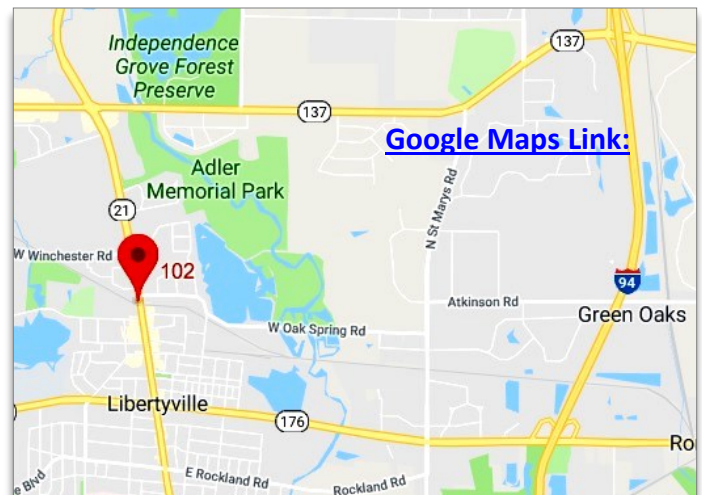 Independence
Grove Forest
Preserve
137
137
Google Maps Link:
Adler
Memorial Park
N St Marys Rd
21
W Winchester Rd
102
94
Atkinson Rd
Green Oaks
W Oak Spring Rd
Libertyville
176
Ro
E Rockland Rd
Rockland Rd
e Blvd